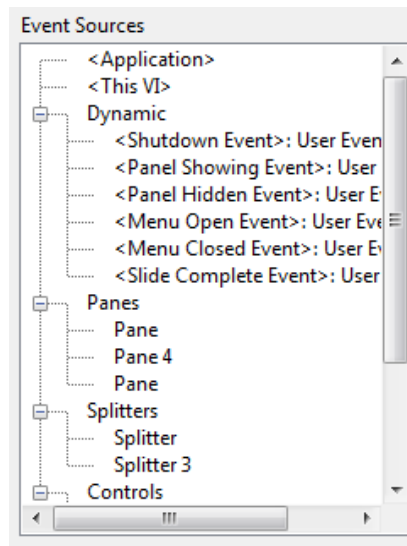 Event Sources
<Application>
<This VI>
Dynamic
<Shutdown Event>: User Even
<Panel Showing Event>: User
<Panel Hidden Event>: User E
<Menu Open Event>: User Eve
<Menu Closed Event>: User E
<Slide Complete Event>: User
Panes
Pane
Pane 4
Pane
Splitters
Splitter
Splitter 3
Controls